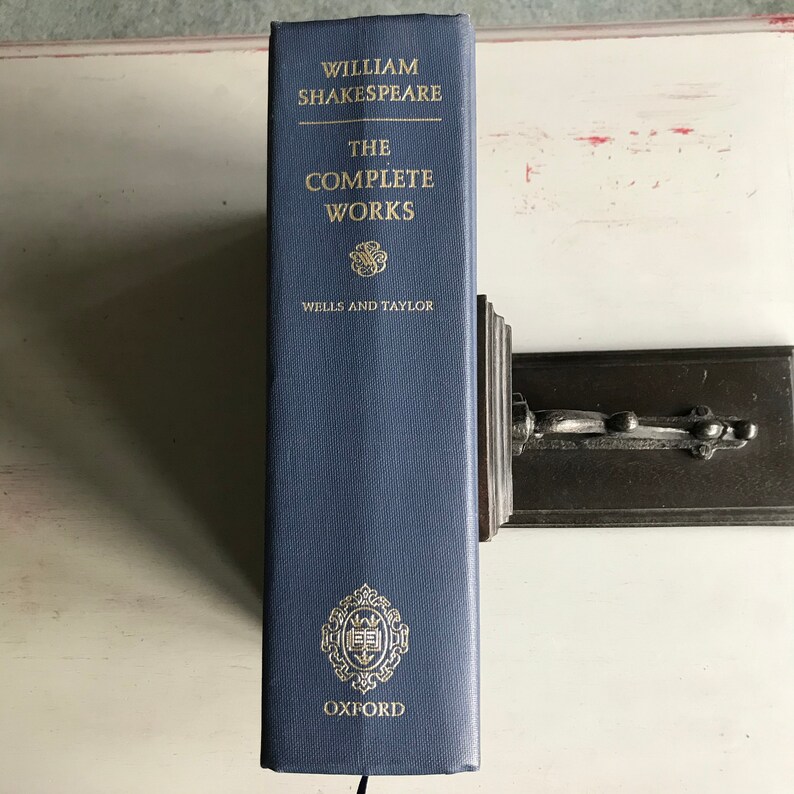 WILLIAM
SHAKESPEARE
THE
COMPLETE
WORKS
WELLS AND TAYLOR
OXFORD